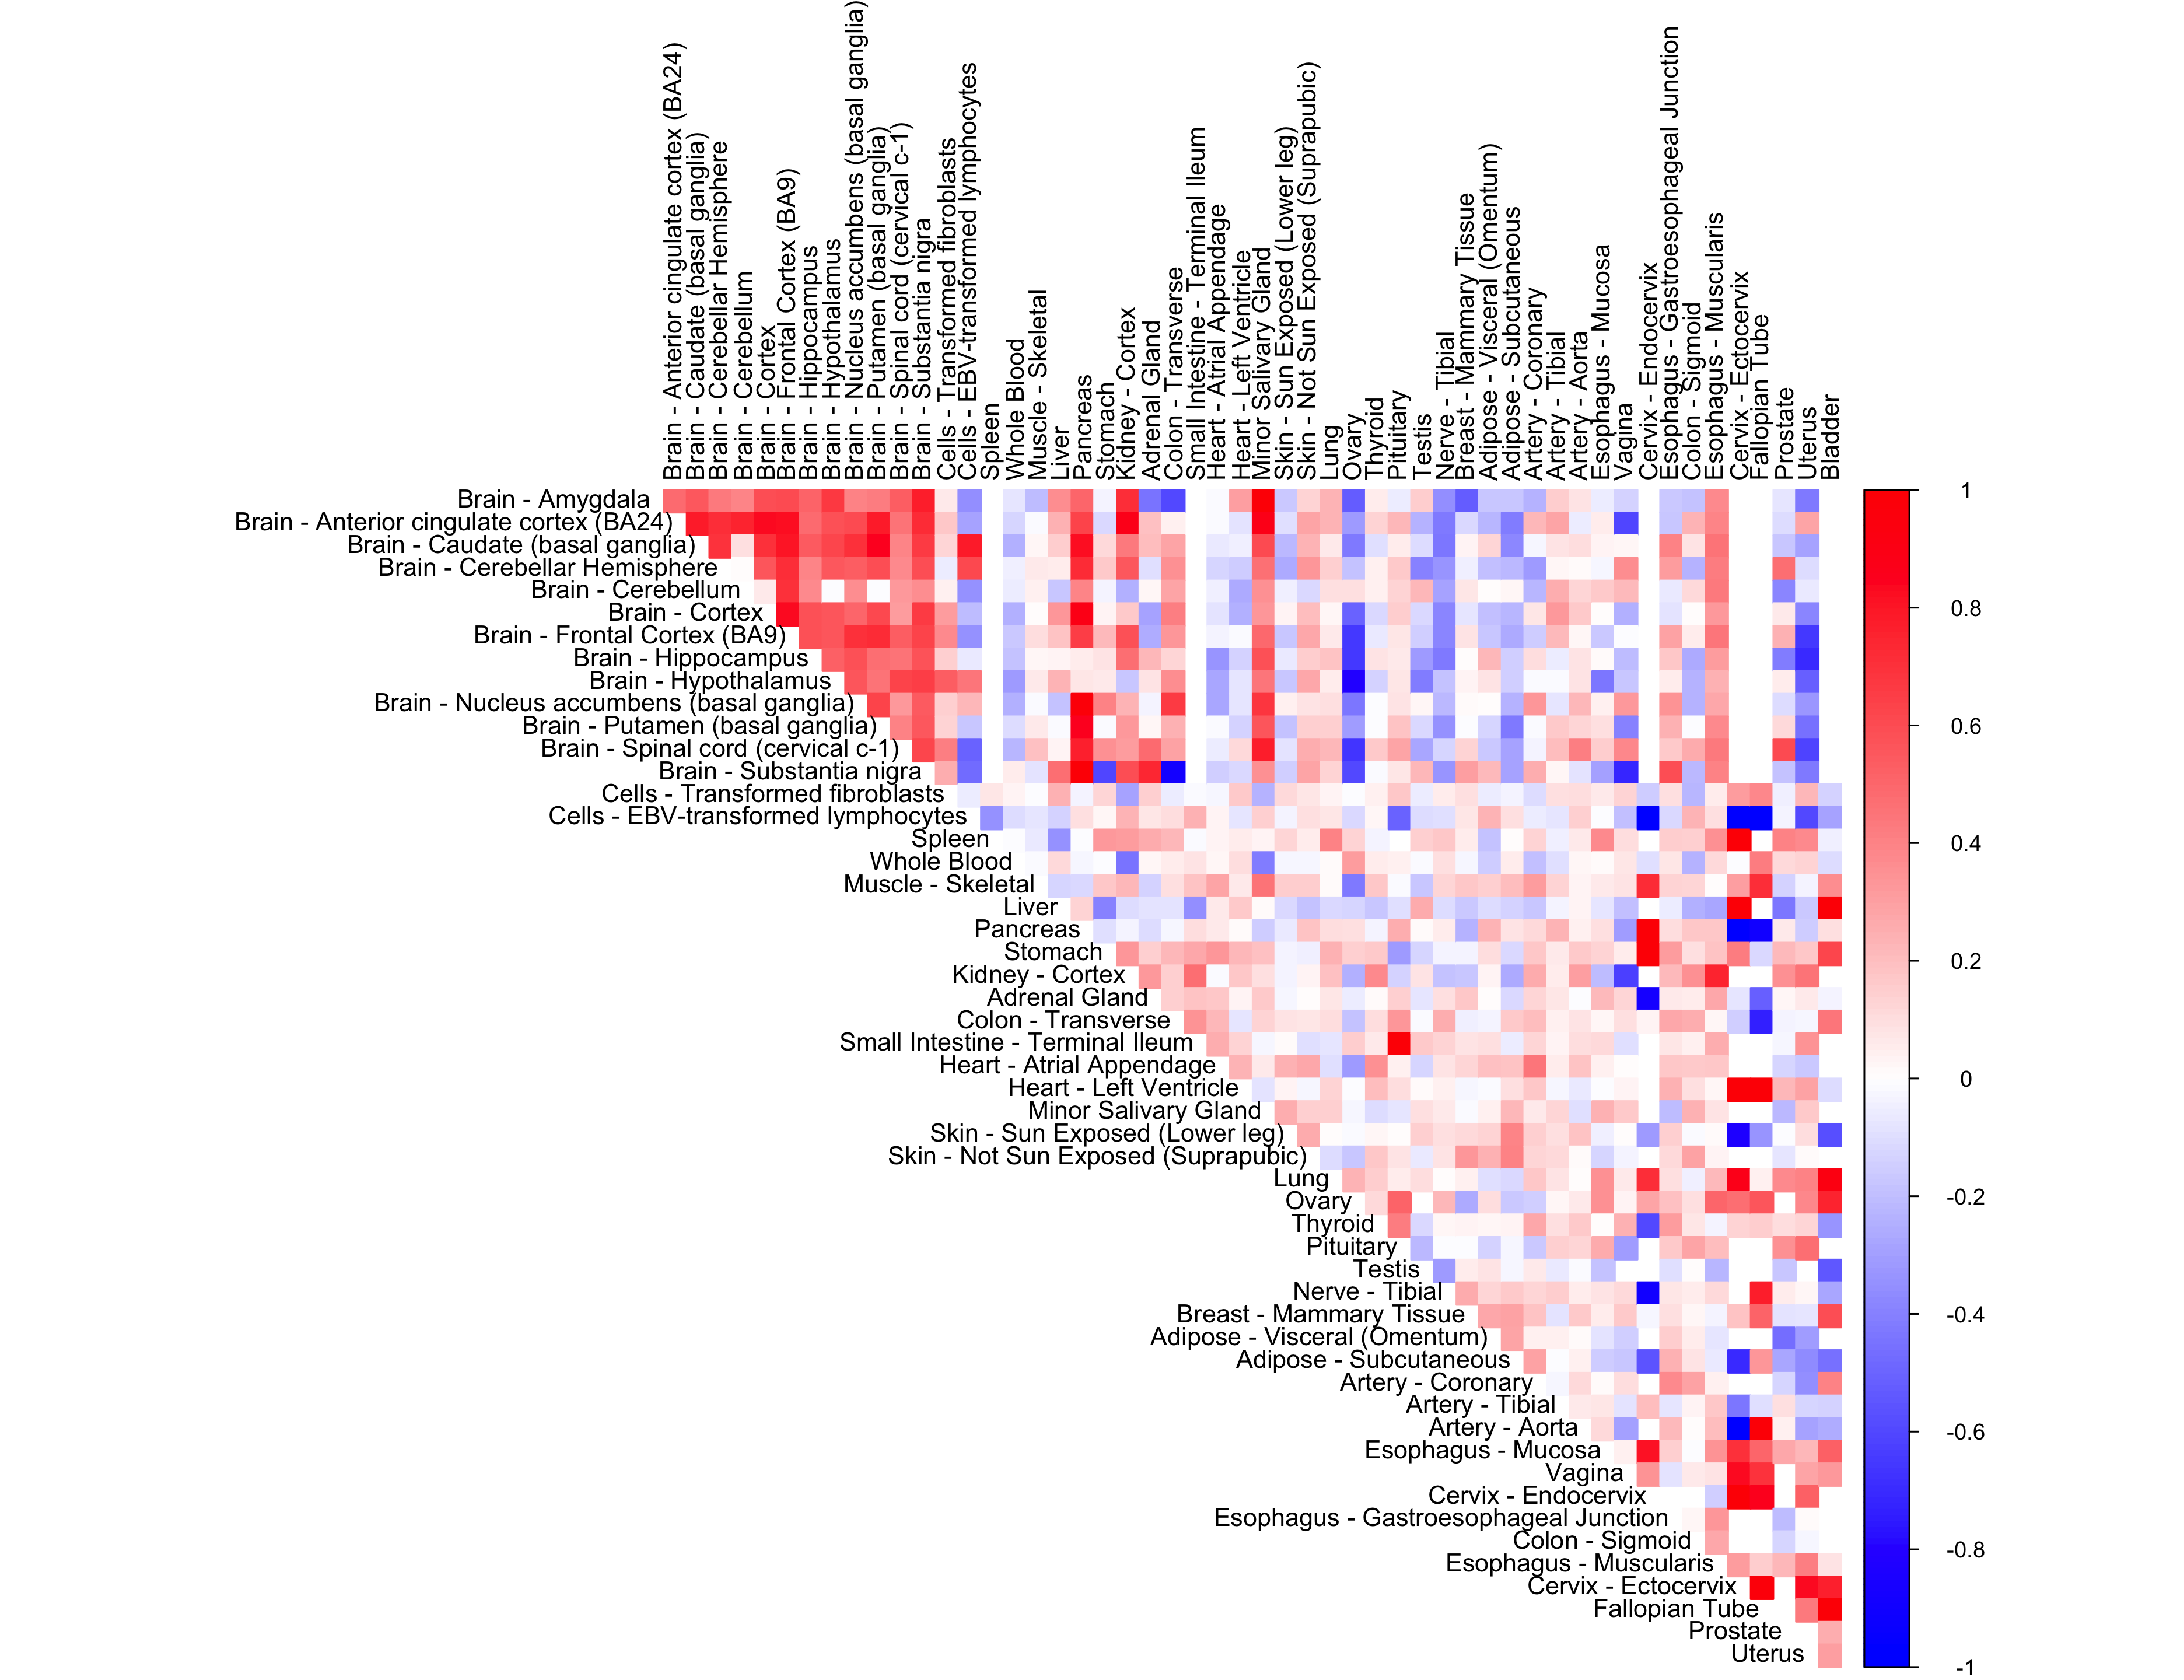 Brain - Anterior cingulate cortex (BA24)
Brain - Caudate (basal ganglia)
Brain - Cerebellar Hemisphere
Brain - Cerebellum
Brain - Cortex
Brain - Frontal Cortex (BA9)
Brain - Hippocampus
Brain - Hypothalamus
Brain - Nucleus accumbens (basal ganglia)
Brain - Putamen (basal ganglia)
Brain - Spinal cord (cervical c-1)
Brain - Substantia nigra
Cells - Transformed fibroblasts
Cells - EBV-transformed lymphocytes
Spleen
Whole Blood
Muscle - Skeletal
Liver
Pancreas
Stomach
Kidney - Cortex
Adrenal Gland
Colon - Transverse
Small Intestine - Terminal Ileum
Heart - Atrial Appendage
Heart - Left Ventricle
Minor Salivary Gland
Skin - Sun Exposed (Lower leg)
Skin - Not Sun Exposed (Suprapubic)
Lung
Ovary
Thyroid
Pituitary
Testis
Nerve - Tibial
Breast - Mammary Tissue
Adipose - Visceral (Omentum)
Adipose - Subcutaneous
Artery - Coronary
Artery - Tibial
Artery - Aorta
Esophagus - Mucosa
Vagina
Cervix - Endocervix
Esophagus - Gastroesophageal Junction
Colon - Sigmoid
Esophagus - Muscularis
Cervix - Ectocervix
Fallopian Tube
Prostate
Uterus
Bladder
Brain - Amygdala
Brain - Anterior cingulate cortex (BA24)
Brain - Caudate (basal ganglia)
Brain - Cerebellar Hemisphere
Brain - Cerebellum
Brain - Cortex
Brain - Frontal Cortex (BA9)
Brain - Hippocampus
Brain - Hypothalamus
Brain - Nucleus accumbens (basal ganglia)
Brain - Putamen (basal ganglia)
Brain - Spinal cord (cervical c-1)
Brain - Substantia nigra
Cells - Transformed fibroblasts
Cells - EBV-transformed lymphocytes
Spleen
Whole Blood
Muscle - Skeletal
Liver
Pancreas
Stomach
Kidney - Cortex
Adrenal Gland
Colon - Transverse
Small Intestine - Terminal Ileum
Heart - Atrial Appendage
Heart - Left Ventricle
Minor Salivary Gland
Skin - Sun Exposed (Lower leg)
Skin - Not Sun Exposed (Suprapubic)
Lung
Ovary
Thyroid
Pituitary
Testis
Nerve - Tibial
Breast - Mammary Tissue
Adipose - Visceral (Omentum)
Adipose - Subcutaneous
Artery - Coronary
Artery - Tibial
Artery - Aorta
Esophagus - Mucosa
Vagina
Cervix - Endocervix
Esophagus - Gastroesophageal Junction
Colon - Sigmoid
Esophagus - Muscularis
Cervix - Ectocervix
Fallopian Tube
Prostate
Uterus
1
0.8
0.6
0.4
0.2
0
-0.2
-0.4
-0.6
-0.8
-1